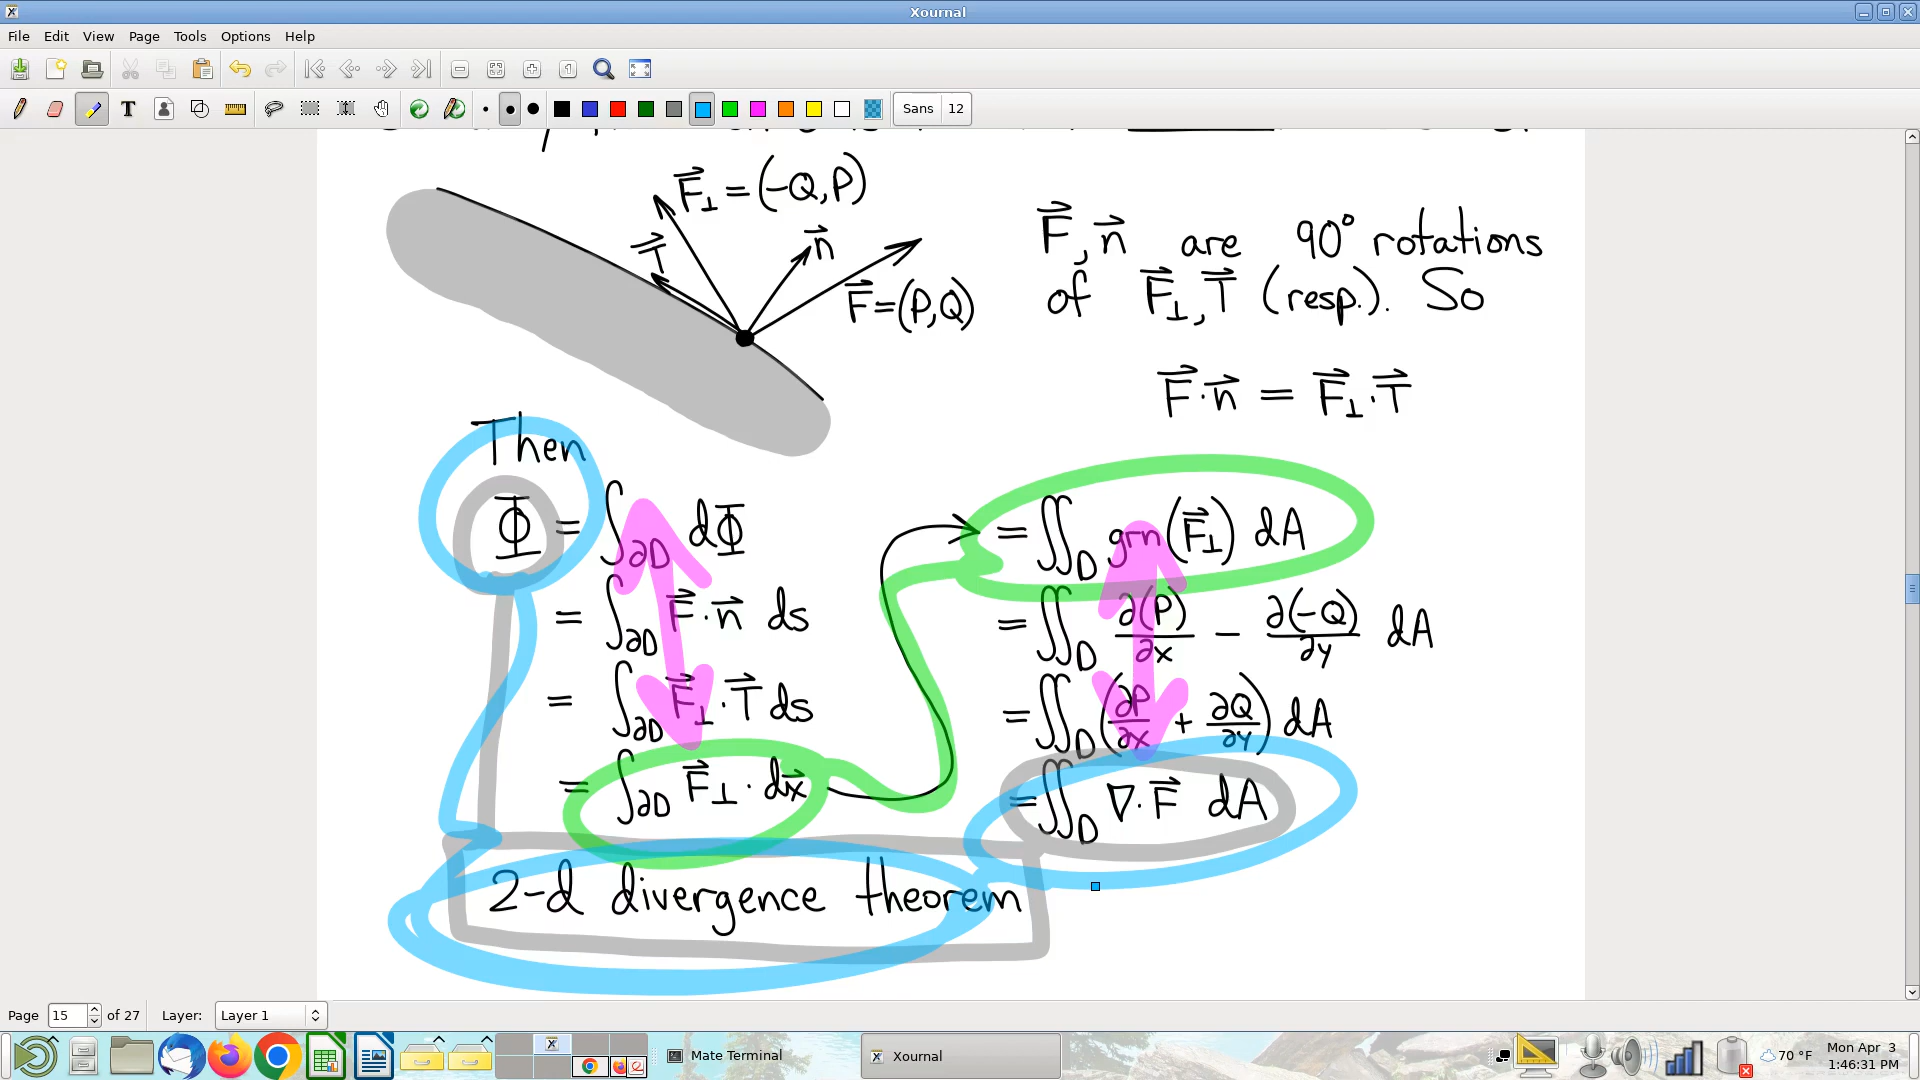 Xournal
File Edit View Page Tools Options Help
Sans 12
F⃗⊥ = (-Q, P)
n⃗
T⃗
F⃗ = (P, Q)
F⃗, n⃗ are 90° rotations
of F⃗⊥, T⃗ (resp.). So
F⃗·n⃗ = F⃗⊥·T⃗
Then
Φ = ∫∂D dΦ
= ∫∂D F⃗·n⃗ ds
= ∫∂D F⃗⊥·T⃗ ds
= ∫∂D F⃗⊥·dx⃗
= ∬D grn(F⃗⊥) dA
= ∬D ∂(P)/∂x - ∂(-Q)/∂y dA
= ∬D (∂P/∂x + ∂Q/∂y) dA
= ∬D ∇·F⃗ dA
2-d divergence theorem
Page 15 of 27 Layer: Layer 1
Mate Terminal
Xournal
70 °F
Mon Apr 3
1:46:31 PM